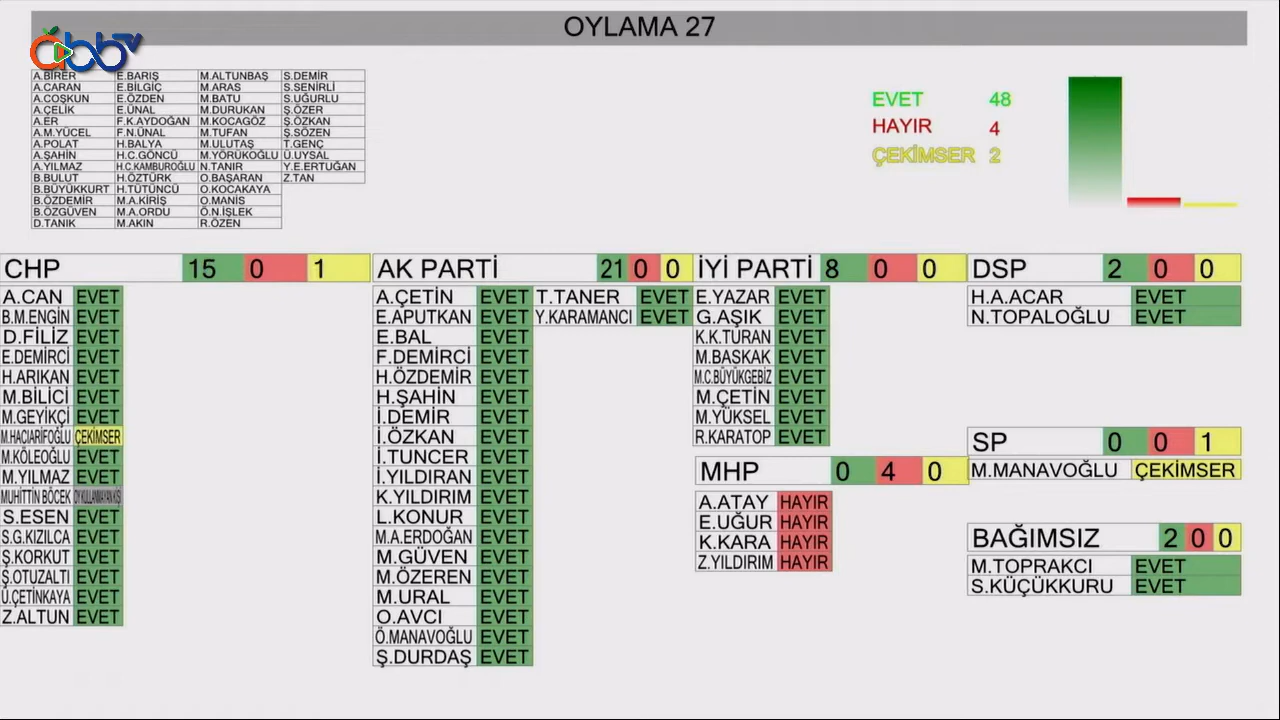 OYLAMA 27
abb TV
A.BİRER E.BARIŞ M.ALTUNBAŞ S.DEMİR
A.CARAN E.BİLGİÇ M.ARAS S.SENİRLİ
A.COŞKUN E.ÖZDEN M.BATU S.UĞURLU
A.ÇELİK E.ÜNAL M.DURUKAN Ş.ÖZER
A.ER F.K.AYDOĞAN M.KOCAGÖZ Ş.ÖZKAN
A.M.YÜCEL F.N.ÜNAL M.TUFAN Ş.SÖZEN
A.POLAT H.BALYA M.ULUTAŞ T.GENÇ
A.ŞAHİN H.C.GÖNCÜ M.YÖRÜKOĞLU Ü.UYSAL
A.YILMAZ H.C.KAMBUROĞLU N.TANIR Y.E.ERTUĞAN
B.BULUT H.ÖZTÜRK O.BAŞARAN Z.TAN
B.BÜYÜKKURT H.TÜTÜNCÜ O.KOCAKAYA
B.ÖZDEMİR M.A.KİRİŞ O.MANİS
B.ÖZGÜVEN M.A.ORDU Ö.N.İŞLEK
D.TANIK M.AKIN R.ÖZEN
EVET 48
HAYIR 4
ÇEKİMSER 2
CHP 15 0 1
A.CAN EVET
B.M.ENGİN EVET
D.FİLİZ EVET
E.DEMİRCİ EVET
H.ARIKAN EVET
M.BİLİCİ EVET
M.GEYİKÇİ EVET
M.HACIARİFOĞLU ÇEKİMSER
M.KÖLEOĞLU EVET
M.YILMAZ EVET
MUHİTTİN BÖCEK OY KULLANMAYAN KİŞİ
S.ESEN EVET
S.G.KIZILCA EVET
Ş.KORKUT EVET
Ş.OTUZALTI EVET
Ü.ÇETİNKAYA EVET
Z.ALTUN EVET
AK PARTİ 21 0 0
A.ÇETİN EVET T.TANER EVET
E.APUTKAN EVET Y.KARAMANCI EVET
E.BAL EVET
F.DEMİRCİ EVET
H.ÖZDEMİR EVET
H.ŞAHİN EVET
İ.DEMİR EVET
İ.ÖZKAN EVET
İ.TUNCER EVET
İ.YILDIRAN EVET
K.YILDIRIM EVET
L.KONUR EVET
M.A.ERDOĞAN EVET
M.GÜVEN EVET
M.ÖZEREN EVET
M.URAL EVET
O.AVCI EVET
Ö.MANAVOĞLU EVET
Ş.DURDAŞ EVET
İYİ PARTİ 8 0 0
E.YAZAR EVET
G.AŞIK EVET
K.K.TURAN EVET
M.BAŞKAK EVET
M.C.BÜYÜKGEBİZ EVET
M.ÇETİN EVET
M.YÜKSEL EVET
R.KARATOP EVET
MHP 0 4 0
A.ATAY HAYIR
E.UĞUR HAYIR
K.KARA HAYIR
Z.YILDIRIM HAYIR
DSP 2 0 0
H.A.ACAR EVET
N.TOPALOĞLU EVET
SP 0 0 1
M.MANAVOĞLU ÇEKİMSER
BAĞIMSIZ 2 0 0
M.TOPRAKCI EVET
S.KÜÇÜKKURU EVET